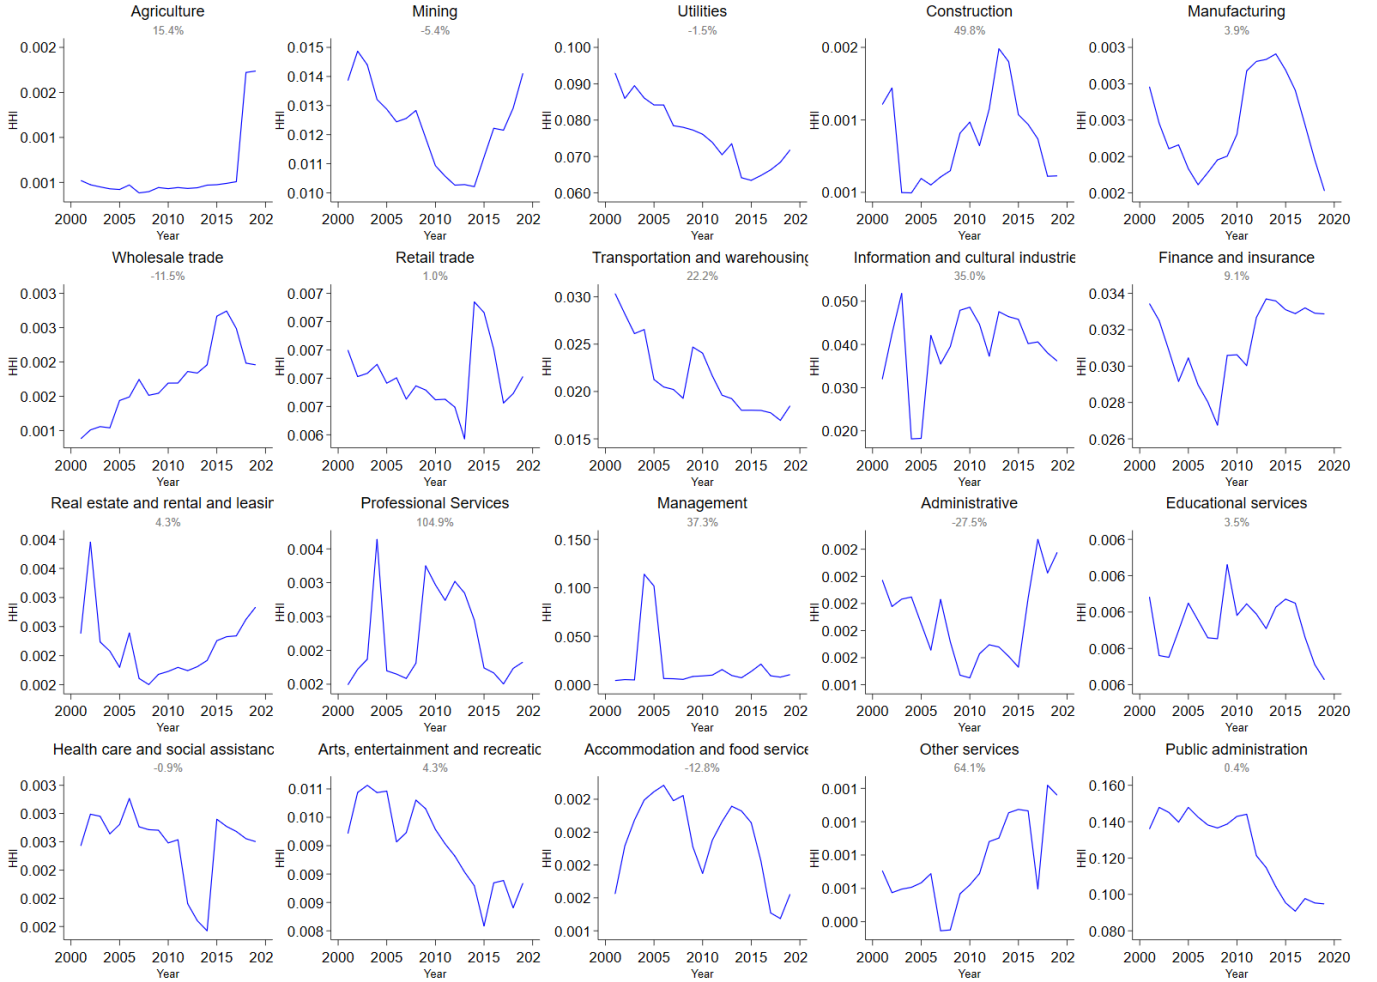 Agriculture
15.4%
0.002
0.002
0.001
0.001
HHI
2000 2005 2010 2015 202
Year
Mining
-5.4%
0.015
0.014
0.013
0.012
0.011
0.010
HHI
2000 2005 2010 2015 202
Year
Utilities
-1.5%
0.100
0.090
0.080
0.070
0.060
HHI
2000 2005 2010 2015 202
Year
Construction
49.8%
0.002
0.001
0.001
HHI
2000 2005 2010 2015 202
Year
Manufacturing
3.9%
0.003
0.003
0.003
0.002
0.002
HHI
2000 2005 2010 2015 2020
Year
Wholesale trade
-11.5%
0.003
0.003
0.002
0.002
0.001
HHI
2000 2005 2010 2015 202
Year
Retail trade
1.0%
0.007
0.007
0.007
0.007
0.007
0.006
HHI
2000 2005 2010 2015 202
Year
Transportation and warehousing
22.2%
0.030
0.025
0.020
0.015
HHI
2000 2005 2010 2015 202
Year
Information and cultural industrie
35.0%
0.050
0.040
0.030
0.020
HHI
2000 2005 2010 2015 202
Year
Finance and insurance
9.1%
0.034
0.032
0.030
0.028
0.026
HHI
2000 2005 2010 2015 2020
Year
Real estate and rental and leasin
4.3%
0.004
0.004
0.003
0.003
0.002
0.002
HHI
2000 2005 2010 2015 202
Year
Professional Services
104.9%
0.004
0.003
0.003
0.002
0.002
HHI
2000 2005 2010 2015 202
Year
Management
37.3%
0.150
0.100
0.050
0.000
HHI
2000 2005 2010 2015 202
Year
Administrative
-27.5%
0.002
0.002
0.002
0.002
0.002
0.001
HHI
2000 2005 2010 2015 202
Year
Educational services
3.5%
0.006
0.006
0.006
0.006
0.006
HHI
2000 2005 2010 2015 2020
Year
Health care and social assistanc
-0.9%
0.003
0.003
0.003
0.002
0.002
0.002
HHI
2000 2005 2010 2015 202
Year
Arts, entertainment and recreatic
4.3%
0.011
0.010
0.009
0.009
0.009
0.008
HHI
2000 2005 2010 2015 202
Year
Accommodation and food service
-12.8%
0.002
0.002
0.002
0.002
0.001
HHI
2000 2005 2010 2015 202
Year
Other services
64.1%
0.001
0.001
0.001
0.001
0.000
HHI
2000 2005 2010 2015 202
Year
Public administration
0.4%
0.160
0.140
0.120
0.100
0.080
HHI
2000 2005 2010 2015 2020
Year